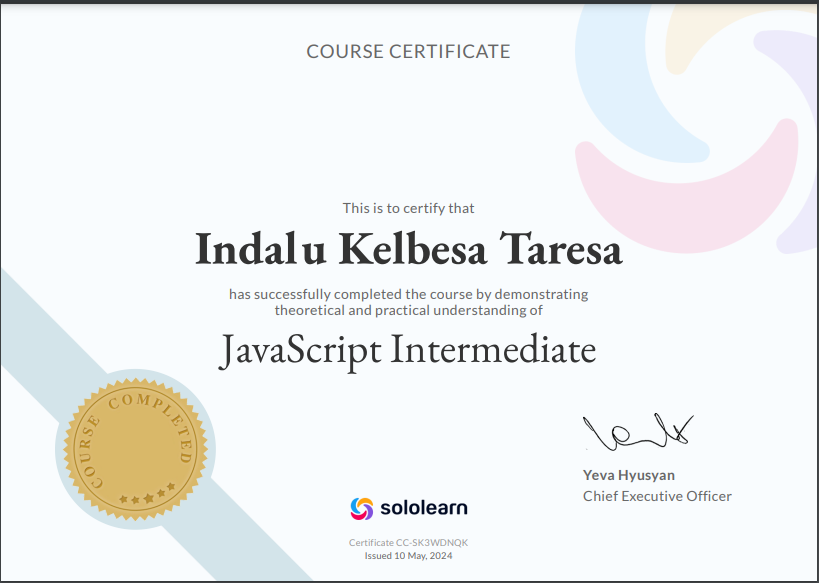 COURSE CERTIFICATE
This is to certify that
Indalu Kelbesa Taresa
has successfully completed the course by demonstrating
theoretical and practical understanding of
JavaScript Intermediate
COURSE COMPLETED
Yeva Hyusyan
Chief Executive Officer
sololearn
Certificate CC-SK3WDNQK
Issued 10 May, 2024